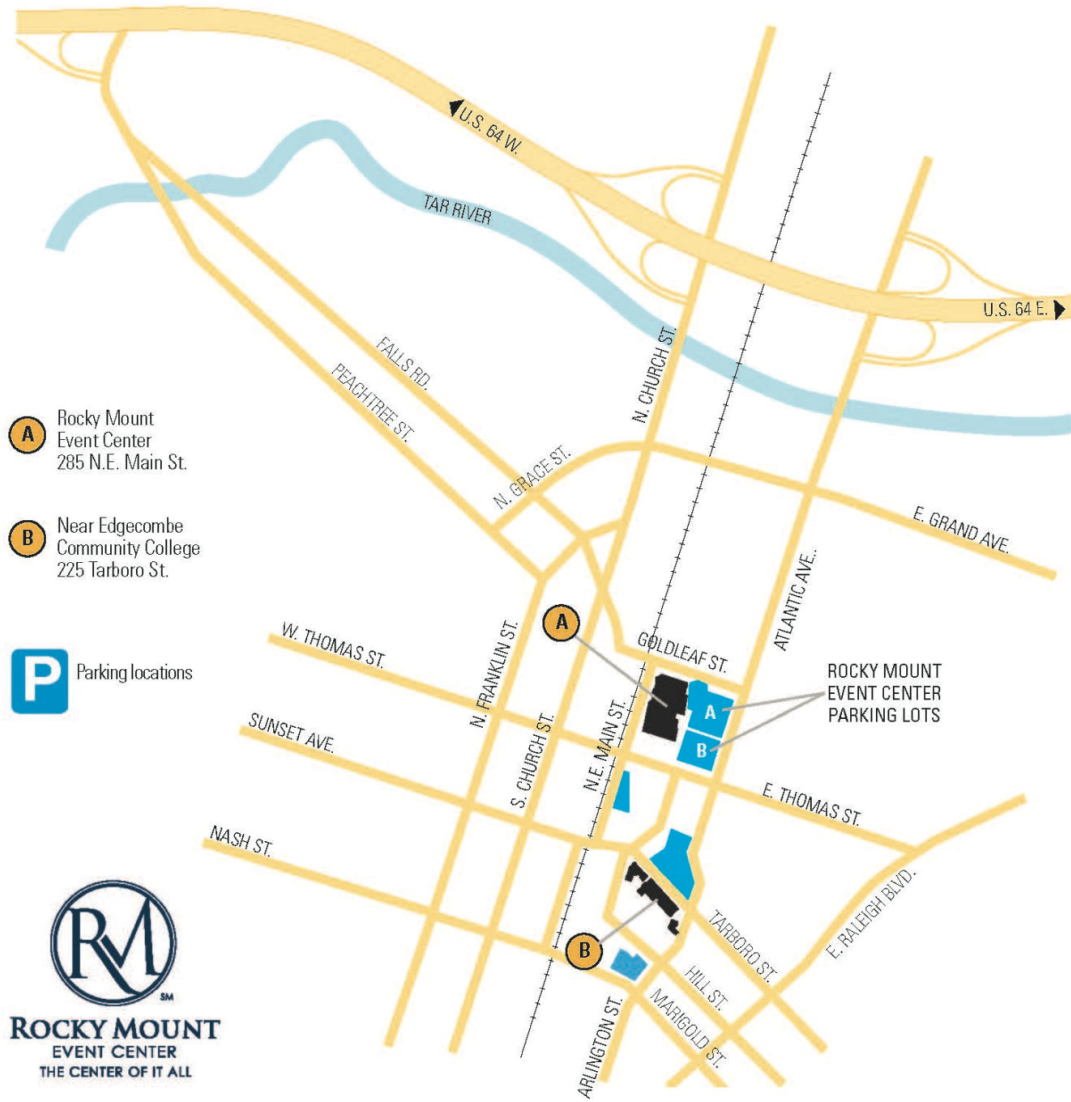 U.S. 64 W.
TAR RIVER
U.S. 64 E.
FALLS RD.
PEACHTREE ST.
N. CHURCH ST.
A
Rocky Mount
Event Center
285 N.E. Main St.
B
Near Edgecombe
Community College
225 Tarboro St.
P
Parking locations
N. GRACE ST.
E. GRAND AVE.
ATLANTIC AVE..
A
GOLDLEAF ST.
W. THOMAS ST.
N. FRANKLIN ST.
ROCKY MOUNT
EVENT CENTER
PARKING LOTS
A
B
SUNSET AVE.
S. CHURCH ST.
N.E. MAIN ST.
E. THOMAS ST.
NASH ST.
E. RALEIGH BLVD.
TARBORO ST.
B
HILL ST.
MARIGOLD ST.
ARLINGTON ST.
RM
SM
ROCKY MOUNT
EVENT CENTER
THE CENTER OF IT ALL